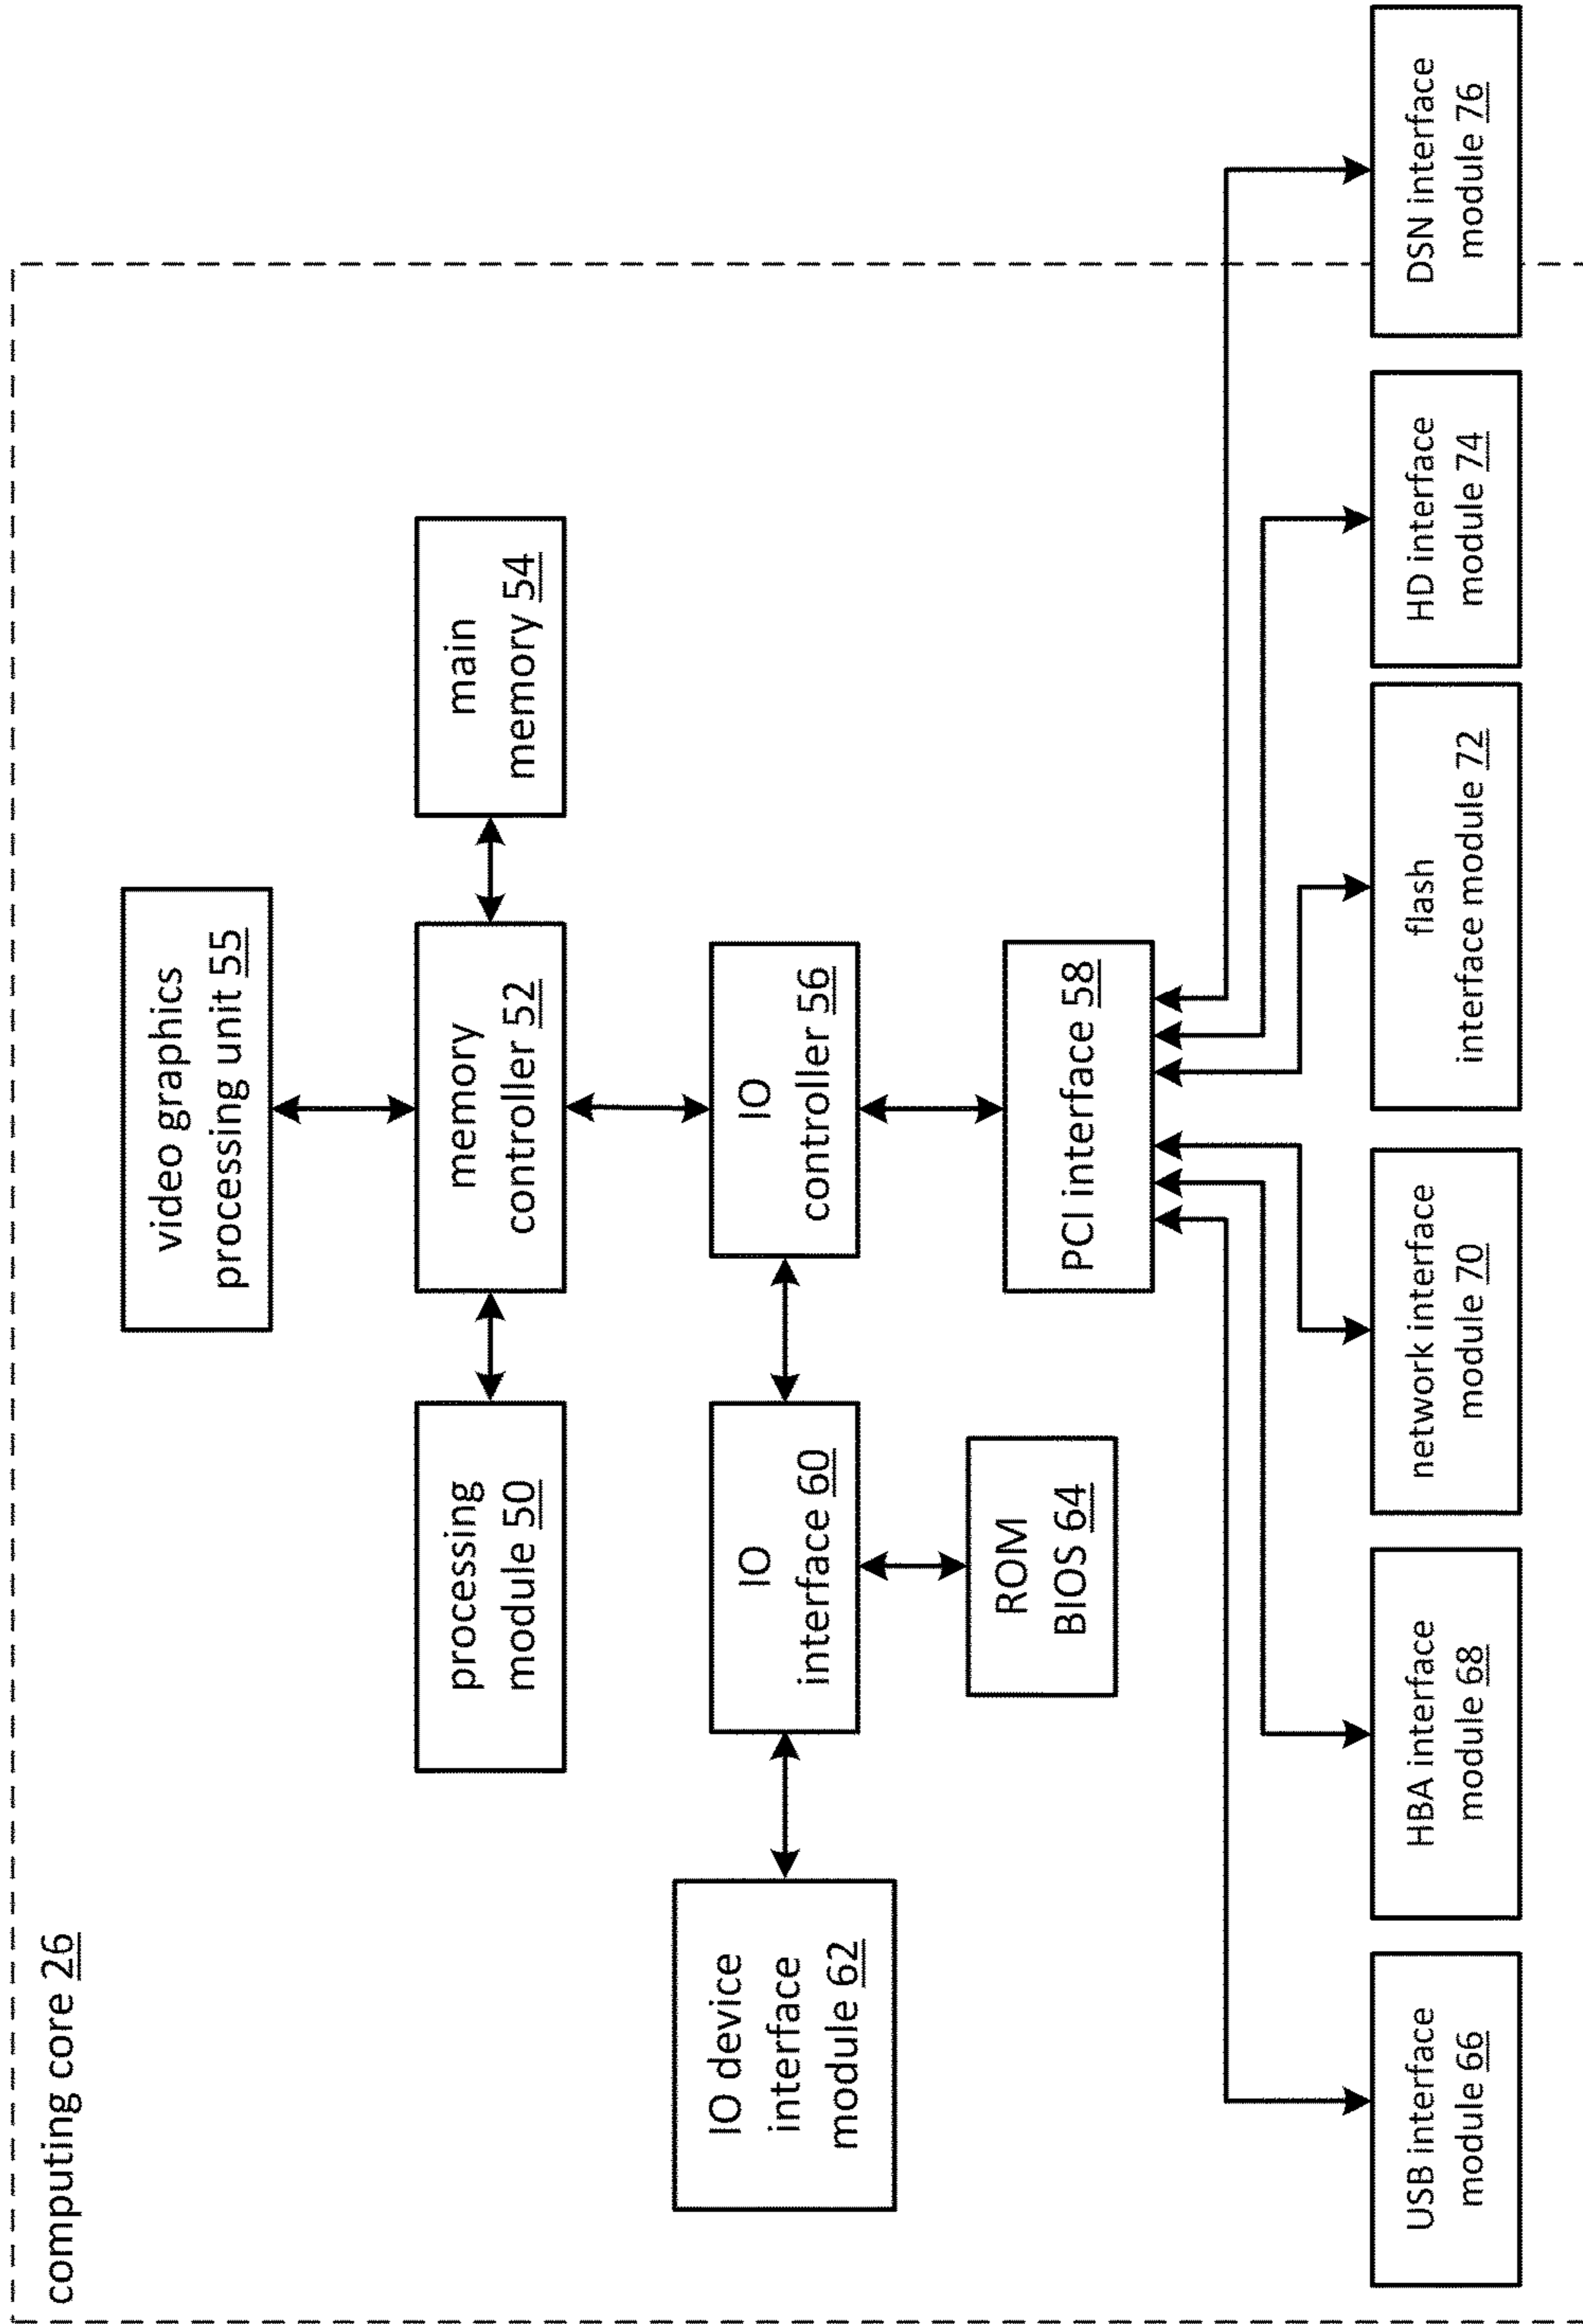 computing core 26
video graphics
processing unit 55
processing
module 50
memory
controller 52
main
memory 54
IO device
interface
module 62
IO
interface 60
IO
controller 56
ROM
BIOS 64
PCI interface 58
USB interface
module 66
HBA interface
module 68
network interface
module 70
flash
interface module 72
HD interface
module 74
DSN interface
module 76